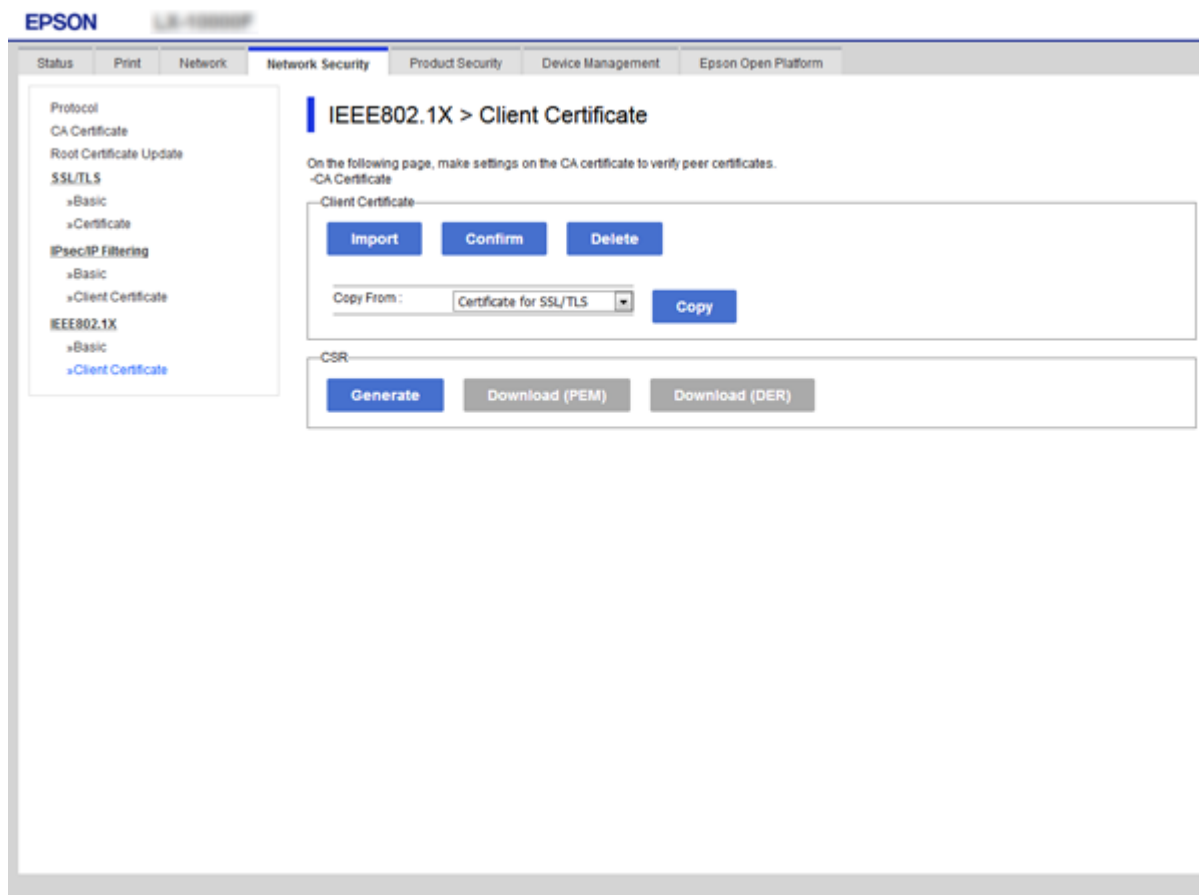 EPSON
Status Print Network Network Security Product Security Device Management Epson Open Platform
Protocol
CA Certificate
Root Certificate Update
SSL/TLS
»Basic
»Certificate
IPsec/IP Filtering
»Basic
»Client Certificate
IEEE802.1X
»Basic
»Client Certificate
IEEE802.1X > Client Certificate
On the following page, make settings on the CA certificate to verify peer certificates.
-CA Certificate
Client Certificate
Import Confirm Delete
Copy From : Certificate for SSL/TLS Copy
CSR
Generate Download (PEM) Download (DER)